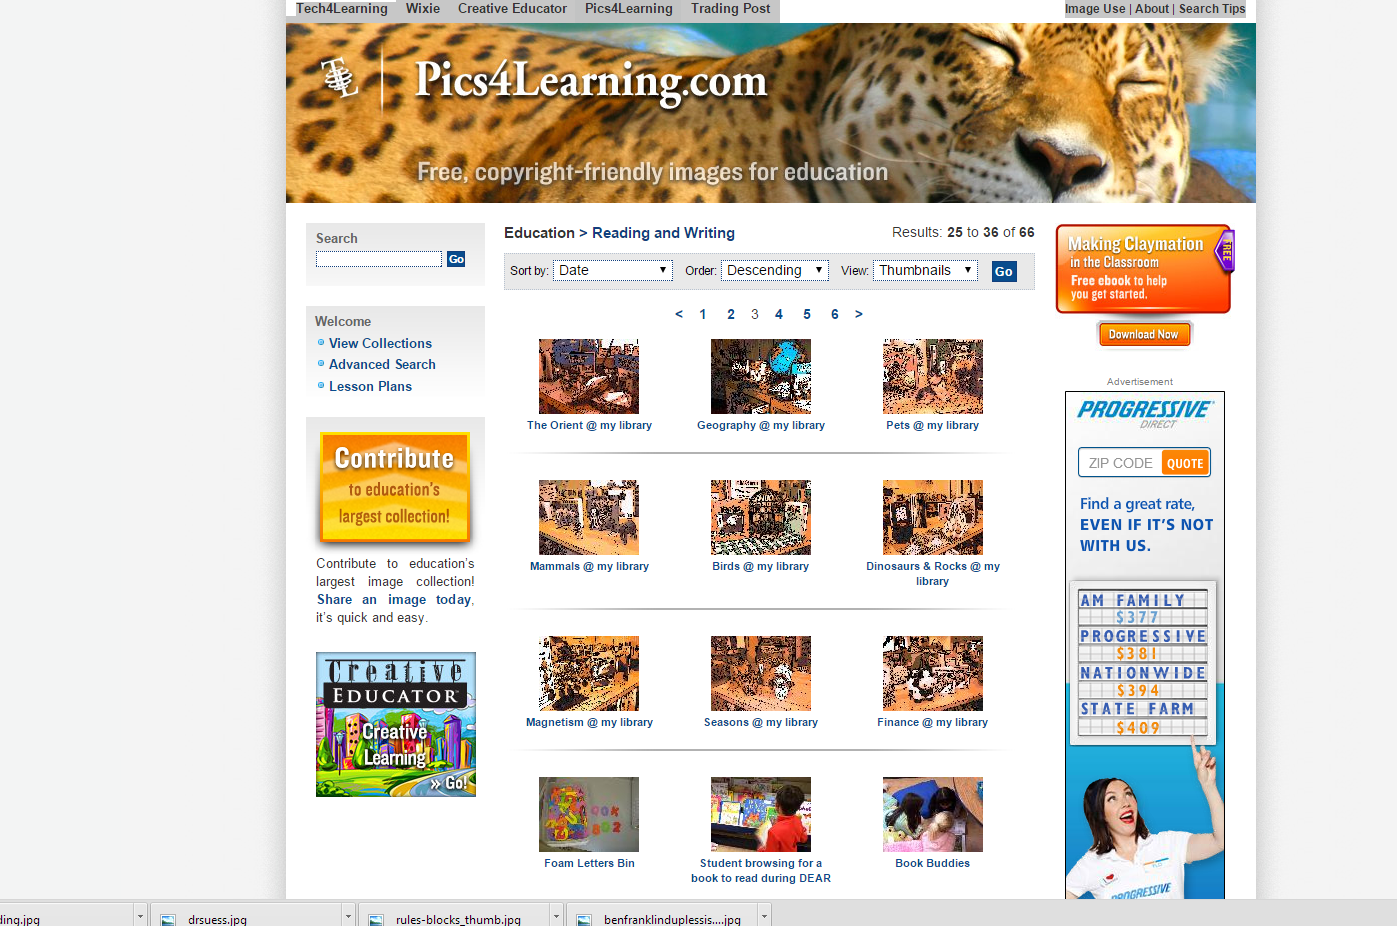 Tech4Learning Wixie Creative Educator Pics4Learning Trading Post
Image Use | About | Search Tips
Pics4Learning.com
Free, copyright-friendly images for education
Search
Go
Welcome
View Collections
Advanced Search
Lesson Plans
Contribute
to education's
largest collection!
Contribute to education's
largest image collection!
Share an image today,
it's quick and easy.
Creative
EDUCATOR
Creative
Learning
» Go!
Education > Reading and Writing
Results: 25 to 36 of 66
Sort by: Date Order: Descending View: Thumbnails Go
< 1 2 3 4 5 6 >
The Orient @ my library
Geography @ my library
Pets @ my library
Mammals @ my library
Birds @ my library
Dinosaurs & Rocks @ my
library
Magnetism @ my library
Seasons @ my library
Finance @ my library
Foam Letters Bin
Student browsing for a
book to read during DEAR
Book Buddies
Making Claymation
in the Classroom
Free ebook to help
you get started.
FREE
Download Now
Advertisement
PROGRESSIVE
DIRECT
ZIP CODE QUOTE
Find a great rate,
EVEN IF IT'S NOT
WITH US.
AM FAMILY
$377
PROGRESSIVE
$381
NATIONWIDE
$394
STATE FARM
$409
PROGRESSIVE
ding.jpg
drsuess.jpg
rules-blocks_thumb.jpg
benfranklinduplessis....jpg